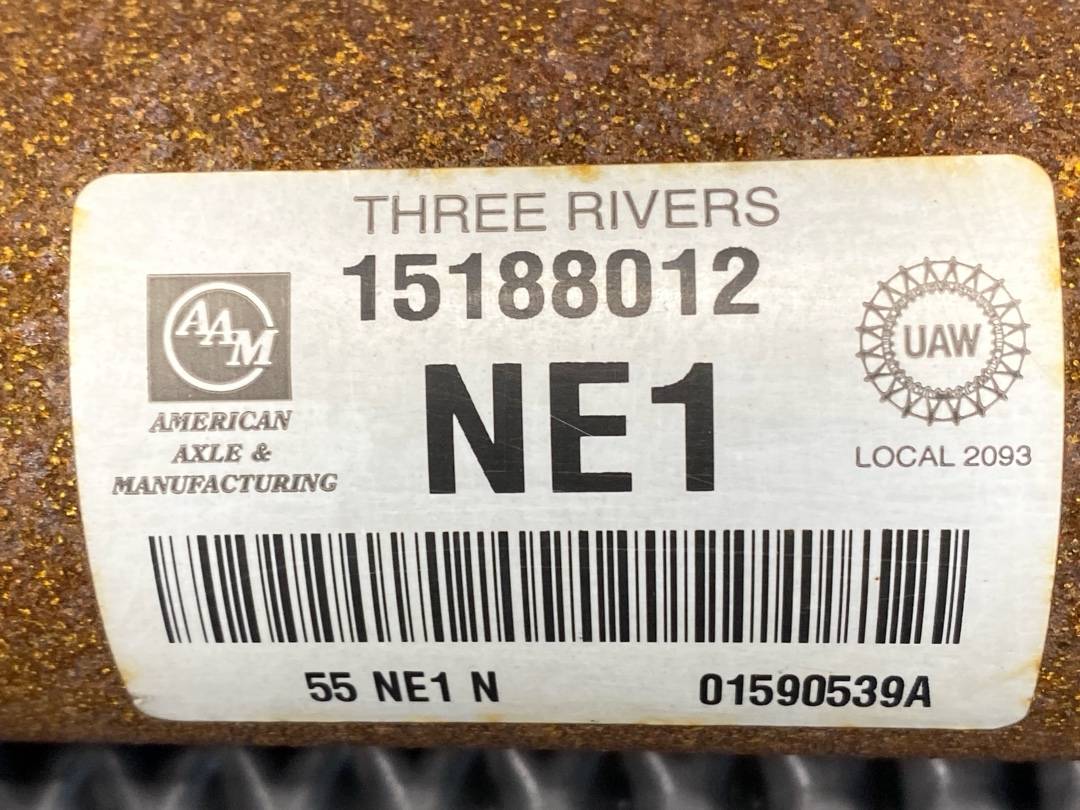 THREE RIVERS
15188012
AAM
UAW
NE1
AMERICAN
AXLE &
MANUFACTURING
LOCAL 2093
55 NE1 N 01590539A